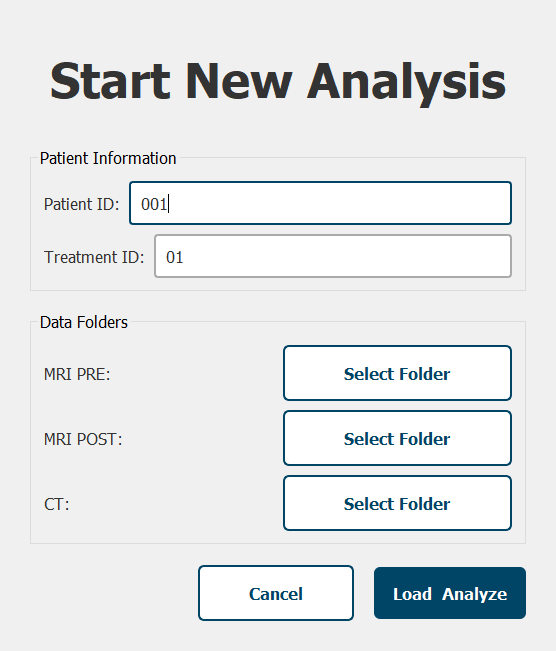 Start New Analysis
Patient Information
Patient ID: 001
Treatment ID: 01
Data Folders
MRI PRE: Select Folder
MRI POST: Select Folder
CT: Select Folder
Cancel Load  Analyze